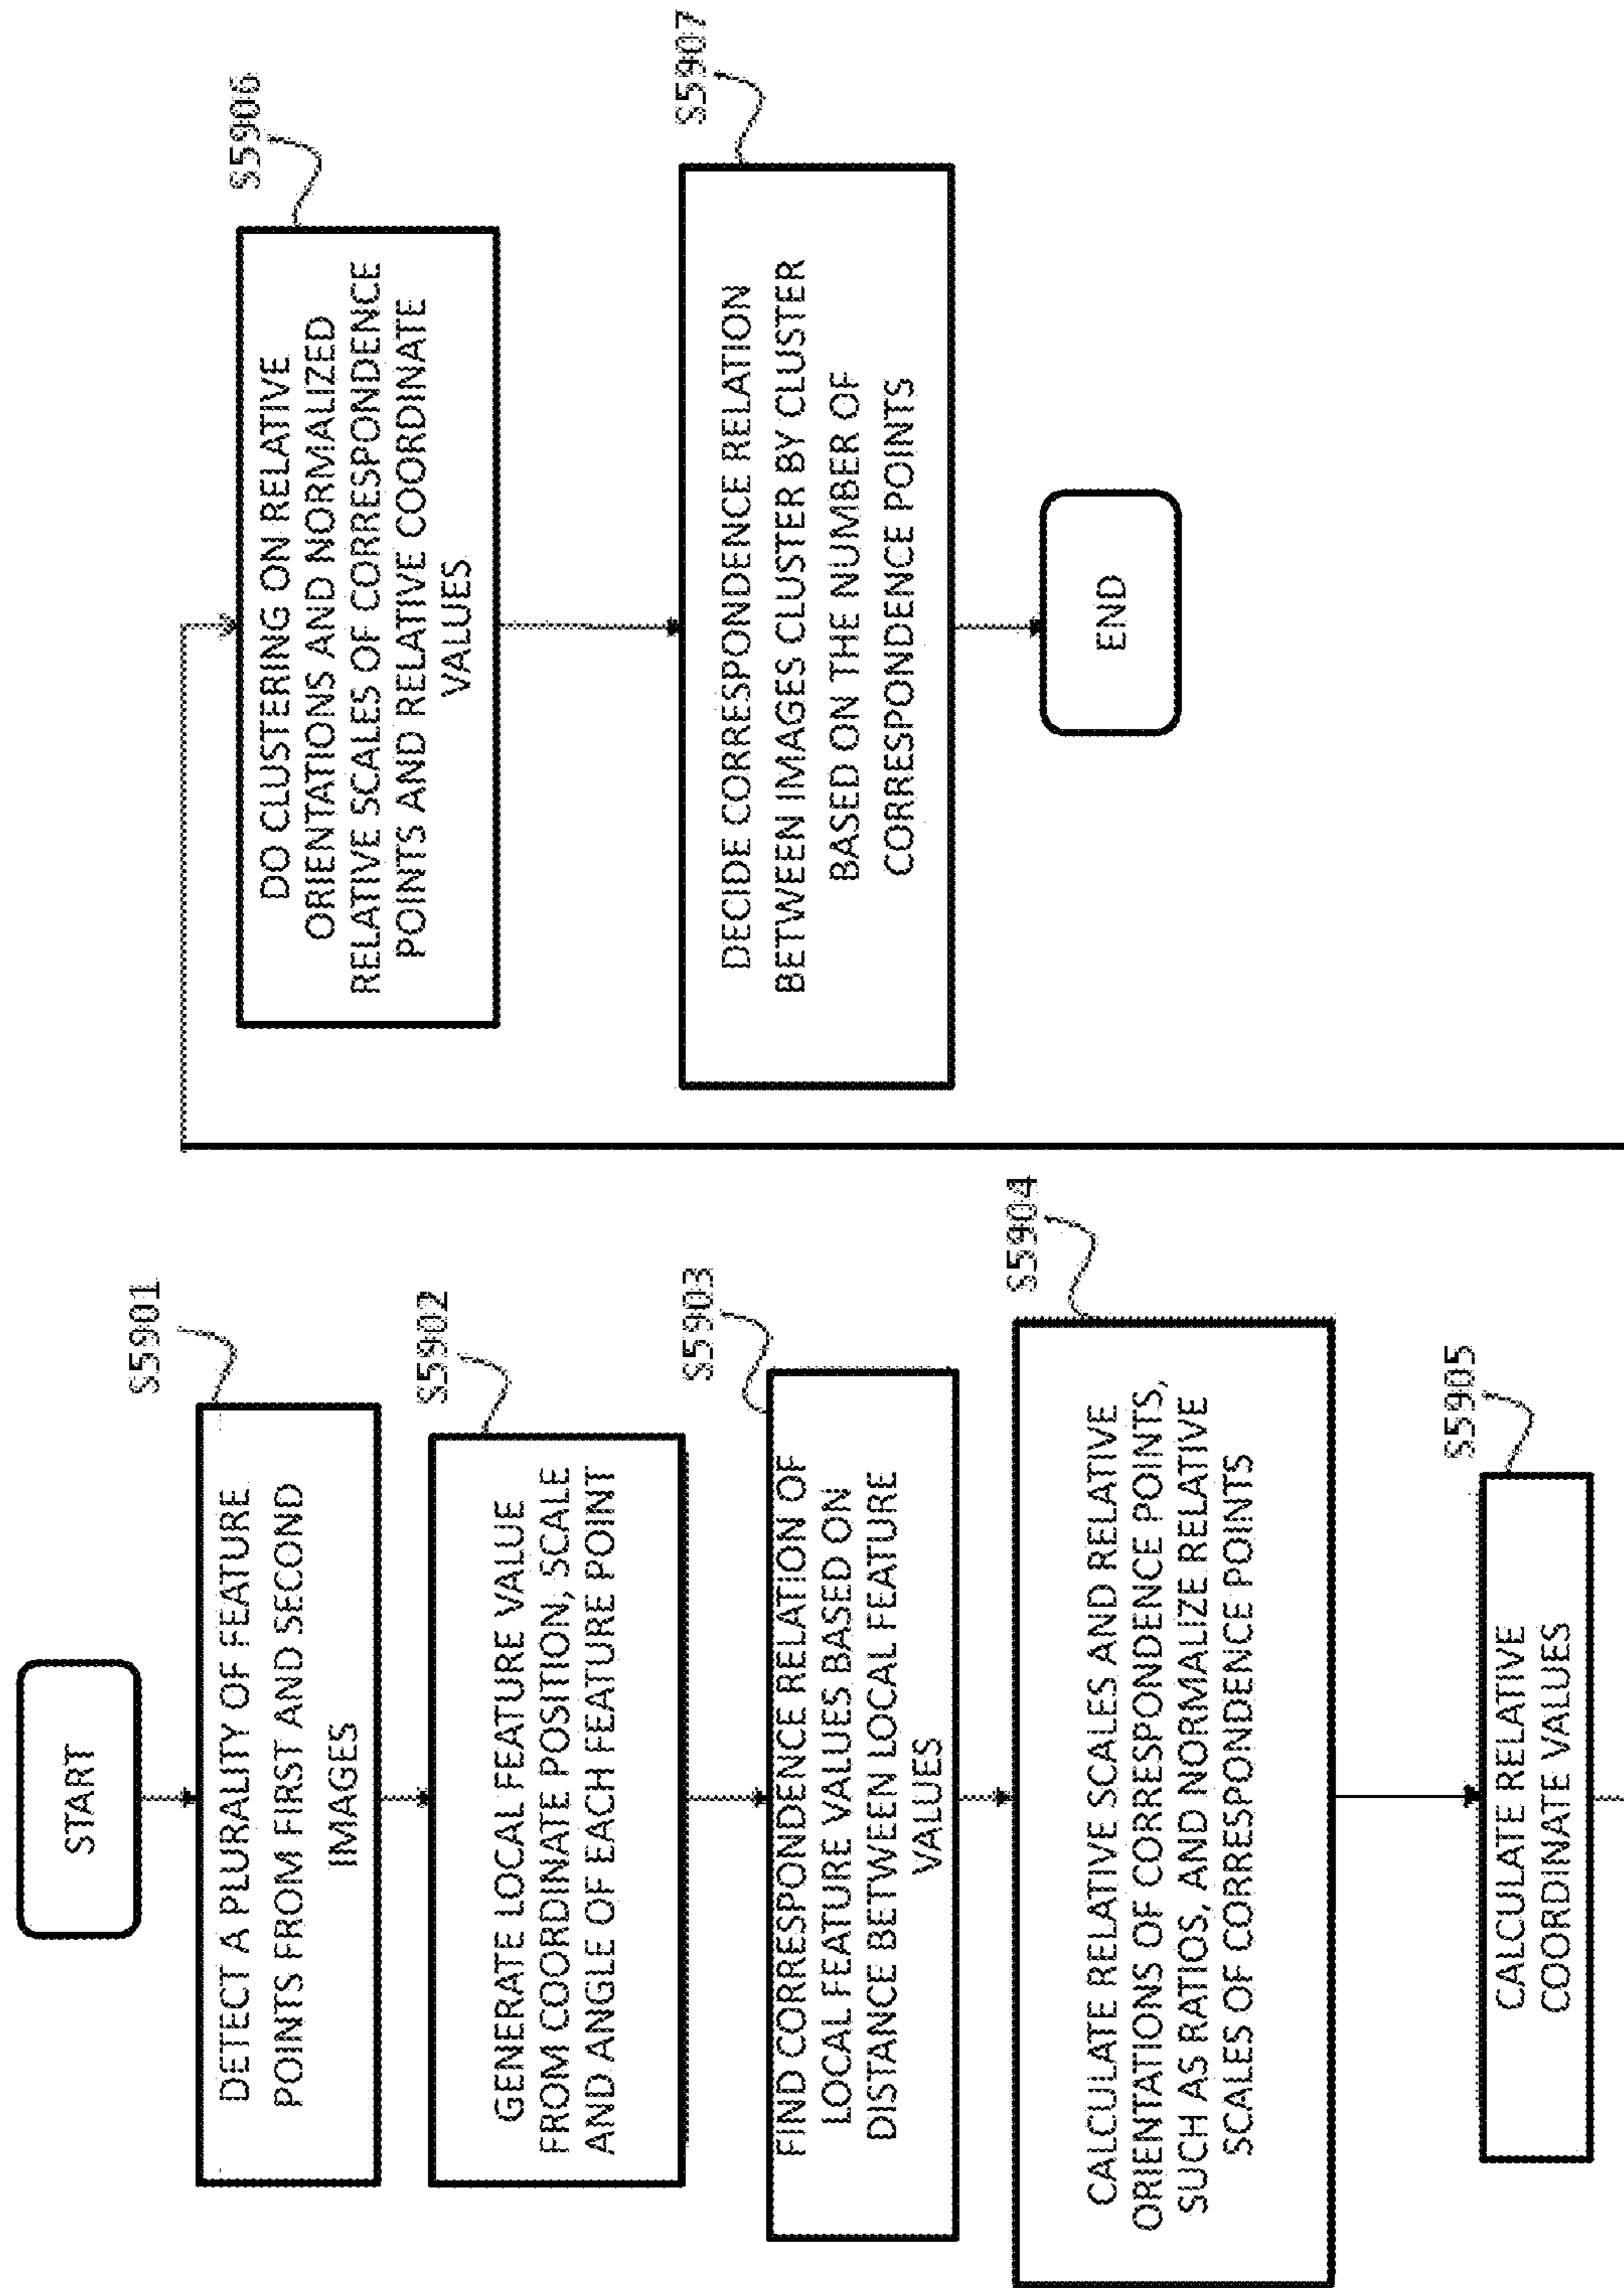 START
S5901
DETECT A PLURALITY OF FEATURE
POINTS FROM FIRST AND SECOND
IMAGES
S5902
GENERATE LOCAL FEATURE VALUE
FROM COORDINATE POSITION, SCALE
AND ANGLE OF EACH FEATURE POINT
S5903
FIND CORRESPONDENCE RELATION OF
LOCAL FEATURE VALUES BASED ON
DISTANCE BETWEEN LOCAL FEATURE
VALUES
S5904
CALCULATE RELATIVE SCALES AND RELATIVE
ORIENTATIONS OF CORRESPONDENCE POINTS,
SUCH AS RATIOS, AND NORMALIZE RELATIVE
SCALES OF CORRESPONDENCE POINTS
S5905
CALCULATE RELATIVE
COORDINATE VALUES
S5906
DO CLUSTERING ON RELATIVE
ORIENTATIONS AND NORMALIZED
RELATIVE SCALES OF CORRESPONDENCE
POINTS AND RELATIVE COORDINATE
VALUES
S5907
DECIDE CORRESPONDENCE RELATION
BETWEEN IMAGES CLUSTER BY CLUSTER
BASED ON THE NUMBER OF
CORRESPONDENCE POINTS
END